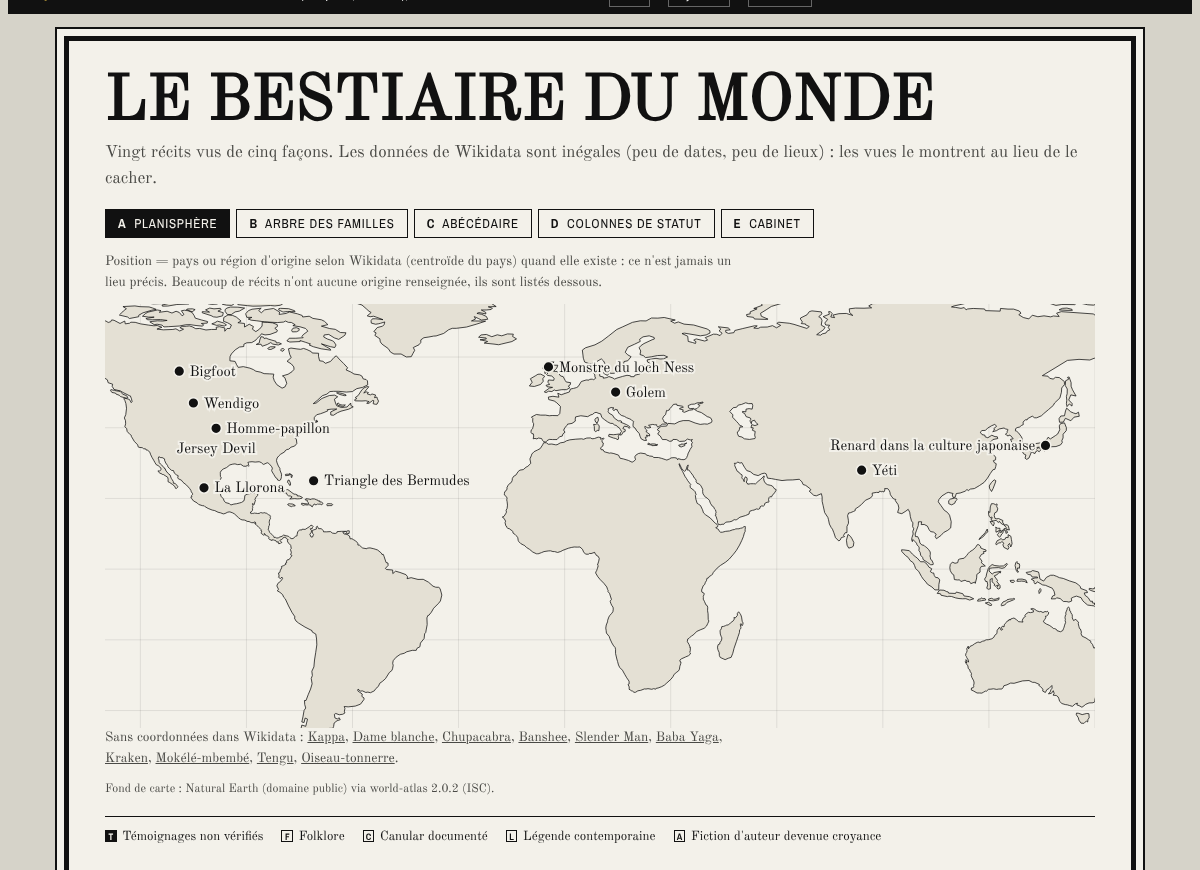 LE BESTIAIRE DU MONDE
Vingt récits vus de cinq façons. Les données de Wikidata sont inégales (peu de dates, peu de lieux) : les vues le montrent au lieu de le
cacher.
A PLANISPHÈRE
B ARBRE DES FAMILLES
C ABÉCÉDAIRE
D COLONNES DE STATUT
E CABINET
Position = pays ou région d'origine selon Wikidata (centroïde du pays) quand elle existe : ce n'est jamais un
lieu précis. Beaucoup de récits n'ont aucune origine renseignée, ils sont listés dessous.
Bigfoot
Monstre du loch Ness
Golem
Wendigo
Homme-papillon
Jersey Devil
Renard dans la culture japonaise
Yéti
La Llorona
Triangle des Bermudes
Sans coordonnées dans Wikidata : Kappa, Dame blanche, Chupacabra, Banshee, Slender Man, Baba Yaga,
Kraken, Mokélé-mbembé, Tengu, Oiseau-tonnerre.
Fond de carte : Natural Earth (domaine public) via world-atlas 2.0.2 (ISC).
T Témoignages non vérifiés
F Folklore
C Canular documenté
L Légende contemporaine
A Fiction d'auteur devenue croyance